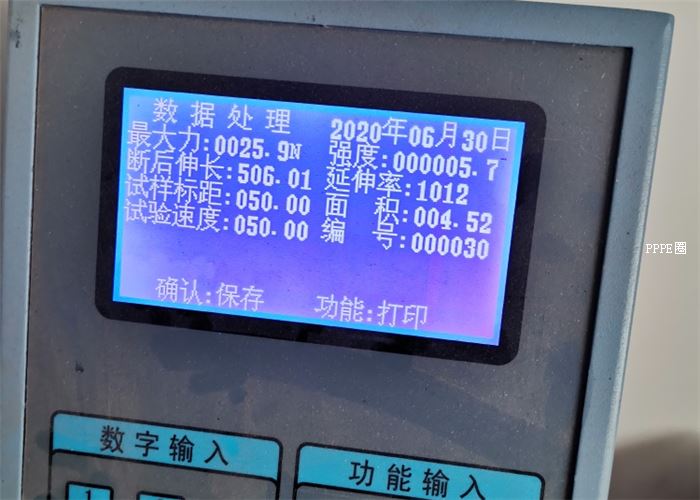 数据处理 2020年06月30日
最大力:0025.9N 强度:000005.7
断后伸长:506.01 延伸率:1012
试样标距:050.00 面 积:004.52
试验速度:050.00 编 号:000030
确认:保存 功能:打印
PPPE圈
数字输入 功能输入
1